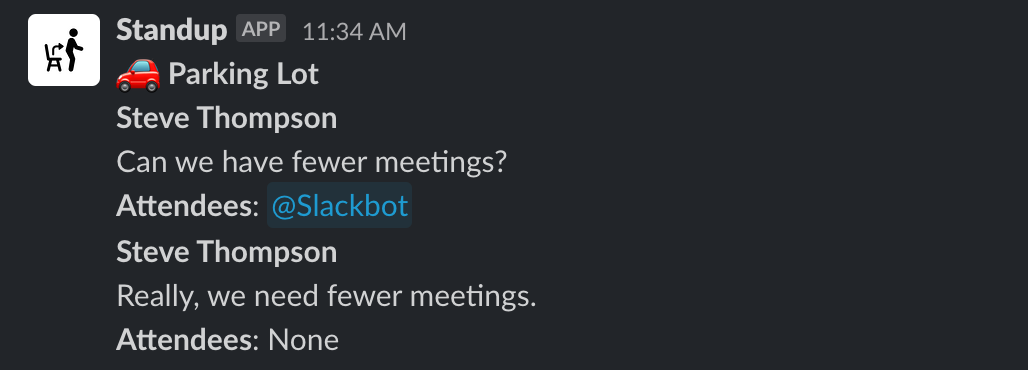 Standup APP 11:34 AM
🚗 Parking Lot
Steve Thompson
Can we have fewer meetings?
Attendees: @Slackbot
Steve Thompson
Really, we need fewer meetings.
Attendees: None